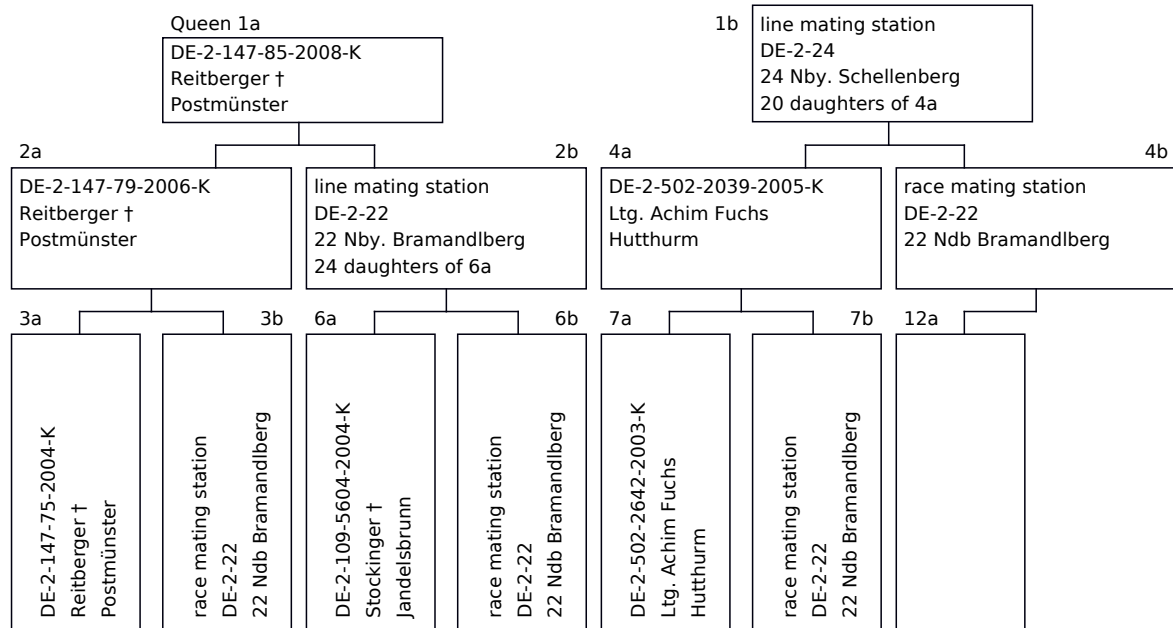 Queen 1a
DE-2-147-85-2008-K
Reitberger †
Postmünster
1b
line mating station
DE-2-24
24 Nby. Schellenberg
20 daughters of 4a
2a
DE-2-147-79-2006-K
Reitberger †
Postmünster
2b
line mating station
DE-2-22
22 Nby. Bramandlberg
24 daughters of 6a
4a
DE-2-502-2039-2005-K
Ltg. Achim Fuchs
Hutthurm
4b
race mating station
DE-2-22
22 Ndb Bramandlberg
3a
DE-2-147-75-2004-K
Reitberger †
Postmünster
3b
race mating station
DE-2-22
22 Ndb Bramandlberg
6a
DE-2-109-5604-2004-K
Stockinger †
Jandelsbrunn
6b
race mating station
DE-2-22
22 Ndb Bramandlberg
7a
DE-2-502-2642-2003-K
Ltg. Achim Fuchs
Hutthurm
7b
race mating station
DE-2-22
22 Ndb Bramandlberg
12a